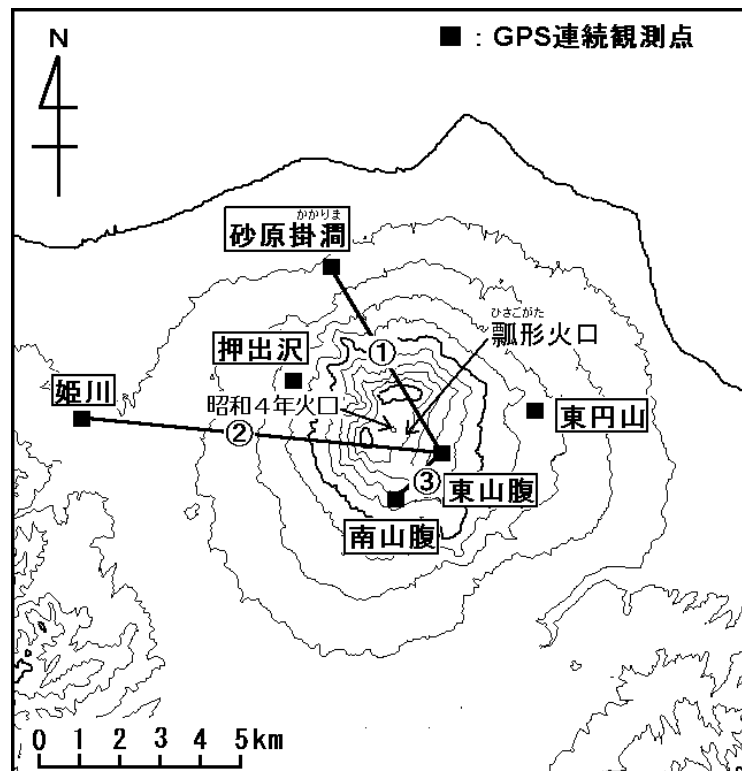 N
■：GPS連続観測点
かかりま
砂原掛澗
ひさごがた
瓢形火口
①
押出沢
姫川
昭和４年火口
②
東円山
③
東山腹
南山腹
0 1 2 3 4 5km